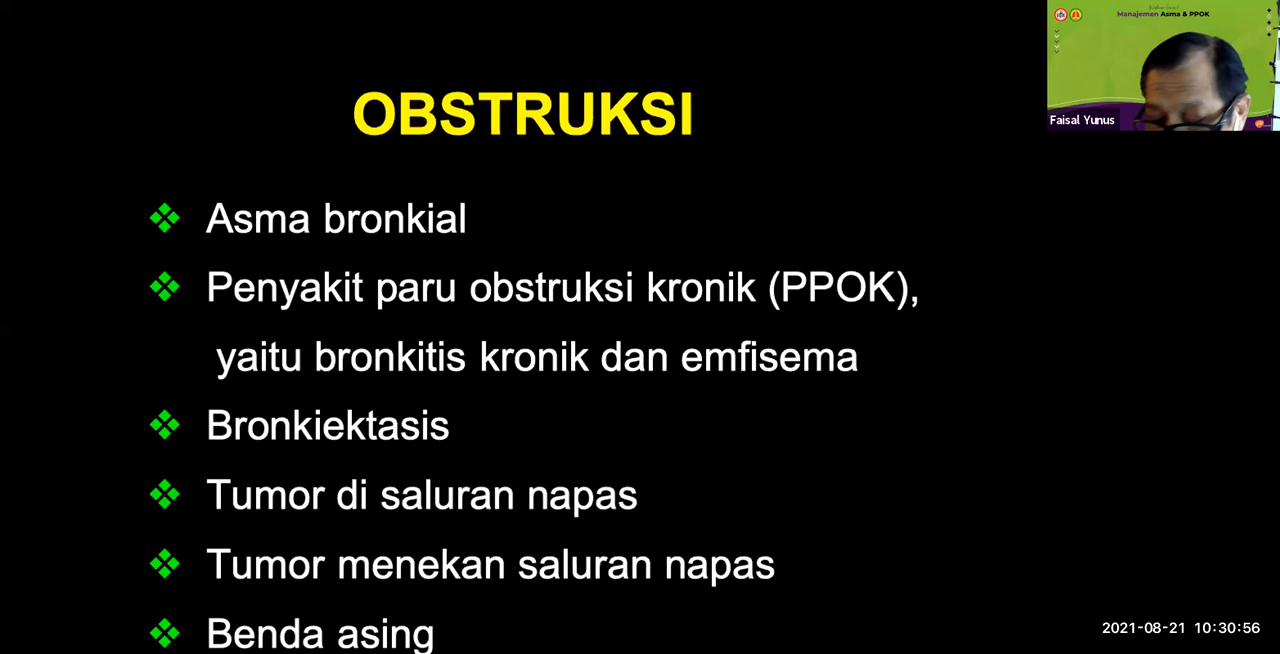 OBSTRUKSI
Asma bronkial
Penyakit paru obstruksi kronik (PPOK),
yaitu bronkitis kronik dan emfisema
Bronkiektasis
Tumor di saluran napas
Tumor menekan saluran napas
Benda asing
Manajemen Asma & PPOK
Faisal Yunus
2021-08-21 10:30:56